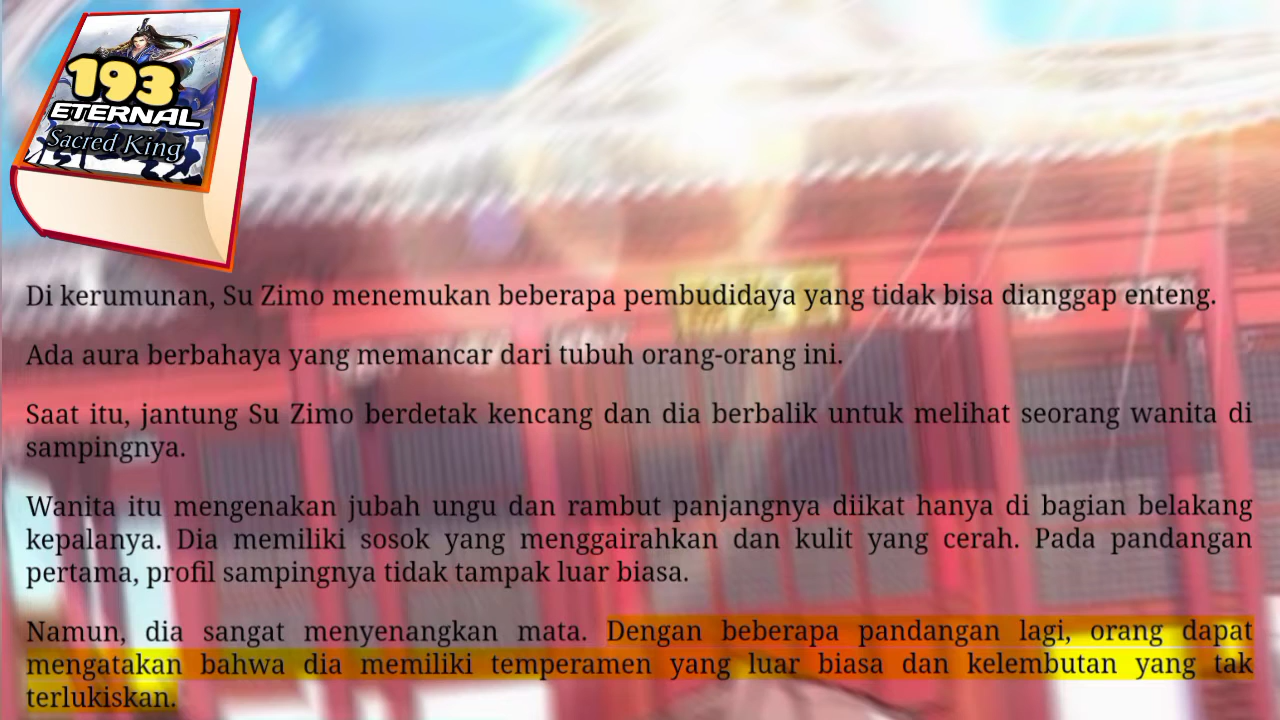 193
ETERNAL
Sacred King
Di kerumunan, Su Zimo menemukan beberapa pembudidaya yang tidak bisa dianggap enteng.
Ada aura berbahaya yang memancar dari tubuh orang-orang ini.
Saat itu, jantung Su Zimo berdetak kencang dan dia berbalik untuk melihat seorang wanita di
sampingnya.
Wanita itu mengenakan jubah ungu dan rambut panjangnya diikat hanya di bagian belakang
kepalanya. Dia memiliki sosok yang menggairahkan dan kulit yang cerah. Pada pandangan
pertama, profil sampingnya tidak tampak luar biasa.
Namun, dia sangat menyenangkan mata. Dengan beberapa pandangan lagi, orang dapat
mengatakan bahwa dia memiliki temperamen yang luar biasa dan kelembutan yang tak
terlukiskan.